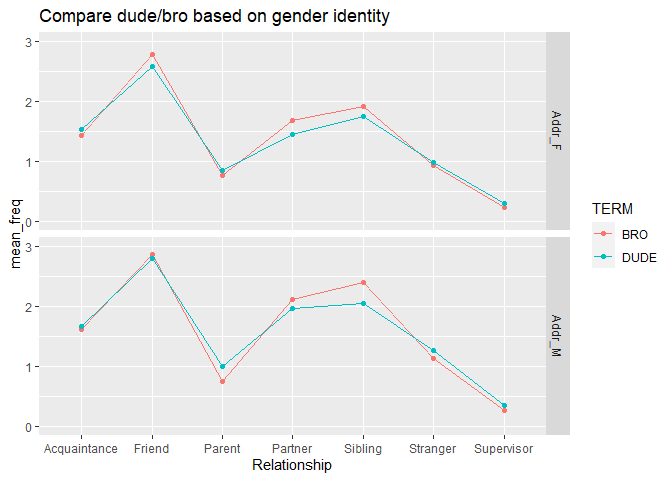 Compare dude/bro based on gender identity
mean_freq
3
2
1
0
Addr_F
3
2
1
0
Addr_M
Acquaintance Friend Parent Partner Sibling Stranger Supervisor
Relationship
TERM
BRO
DUDE